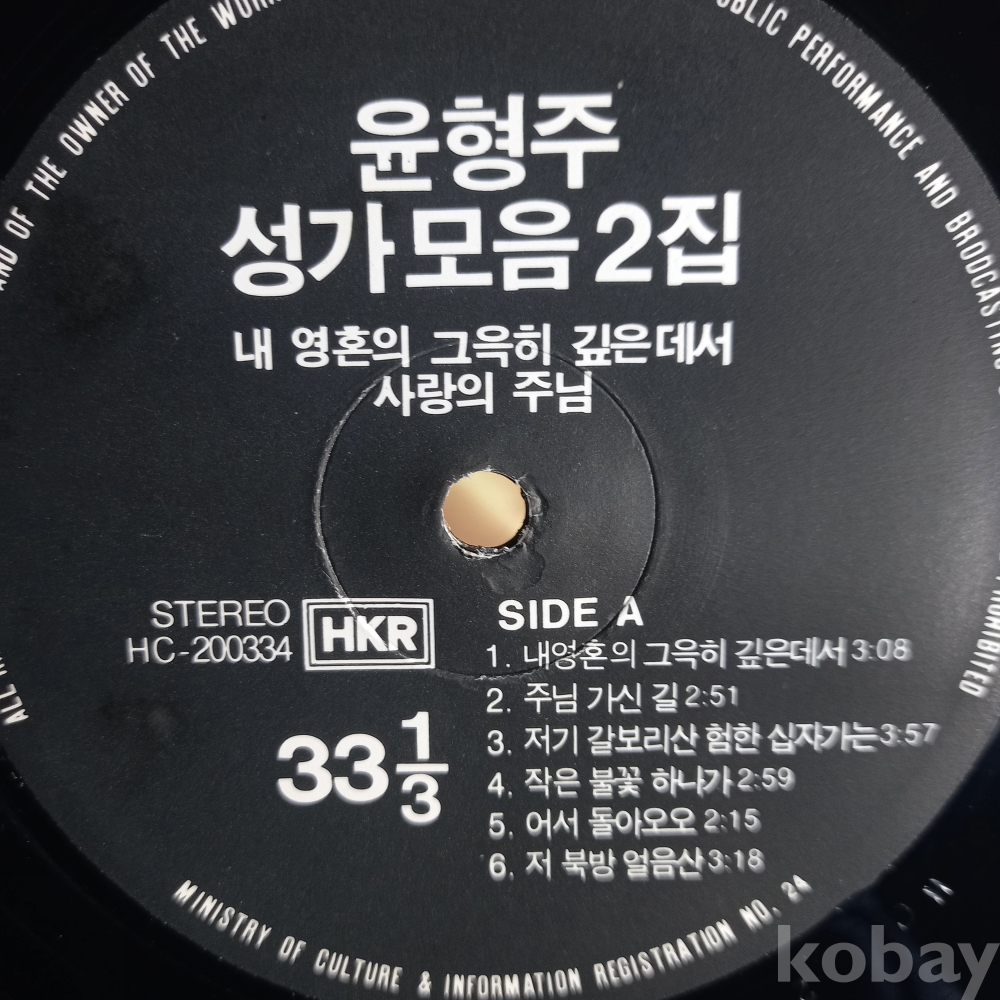 AND OF THE OWNER OF THE WORK
PUBLIC PERFORMANCE AND BRODCASTING
PROHIBITED
ALL
윤형주
성가모음 2집
내 영혼의 그윽히 깊은데서
사랑의 주님
STEREO
HC-200334
HKR
33 1/3
SIDE A
1. 내영혼의 그윽히 깊은데서 3:08
2. 주님 가신 길 2:51
3. 저기 갈보리산 험한 십자가는 3:57
4. 작은 불꽃 하나가 2:59
5. 어서 돌아오오 2:15
6. 저 북방 얼음산 3:18
MINISTRY OF CULTURE & INFORMATION REGISTRATION NO. 24
kobay